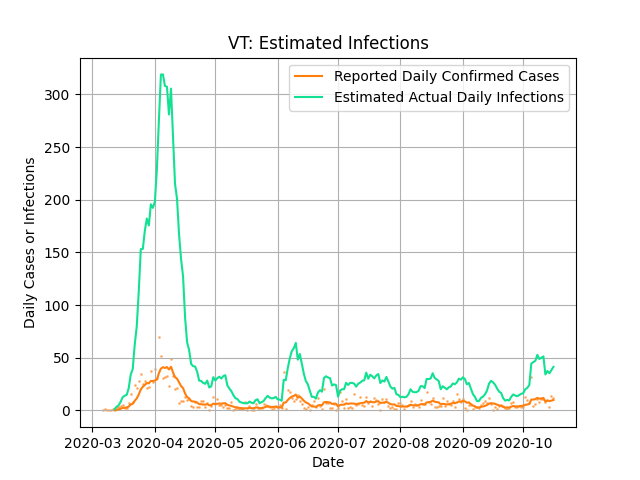 VT: Estimated Infections
Reported Daily Confirmed Cases
Estimated Actual Daily Infections
Daily Cases or Infections
300
250
200
150
100
50
0
2020-03 2020-04 2020-05 2020-06 2020-07 2020-08 2020-09 2020-10
Date